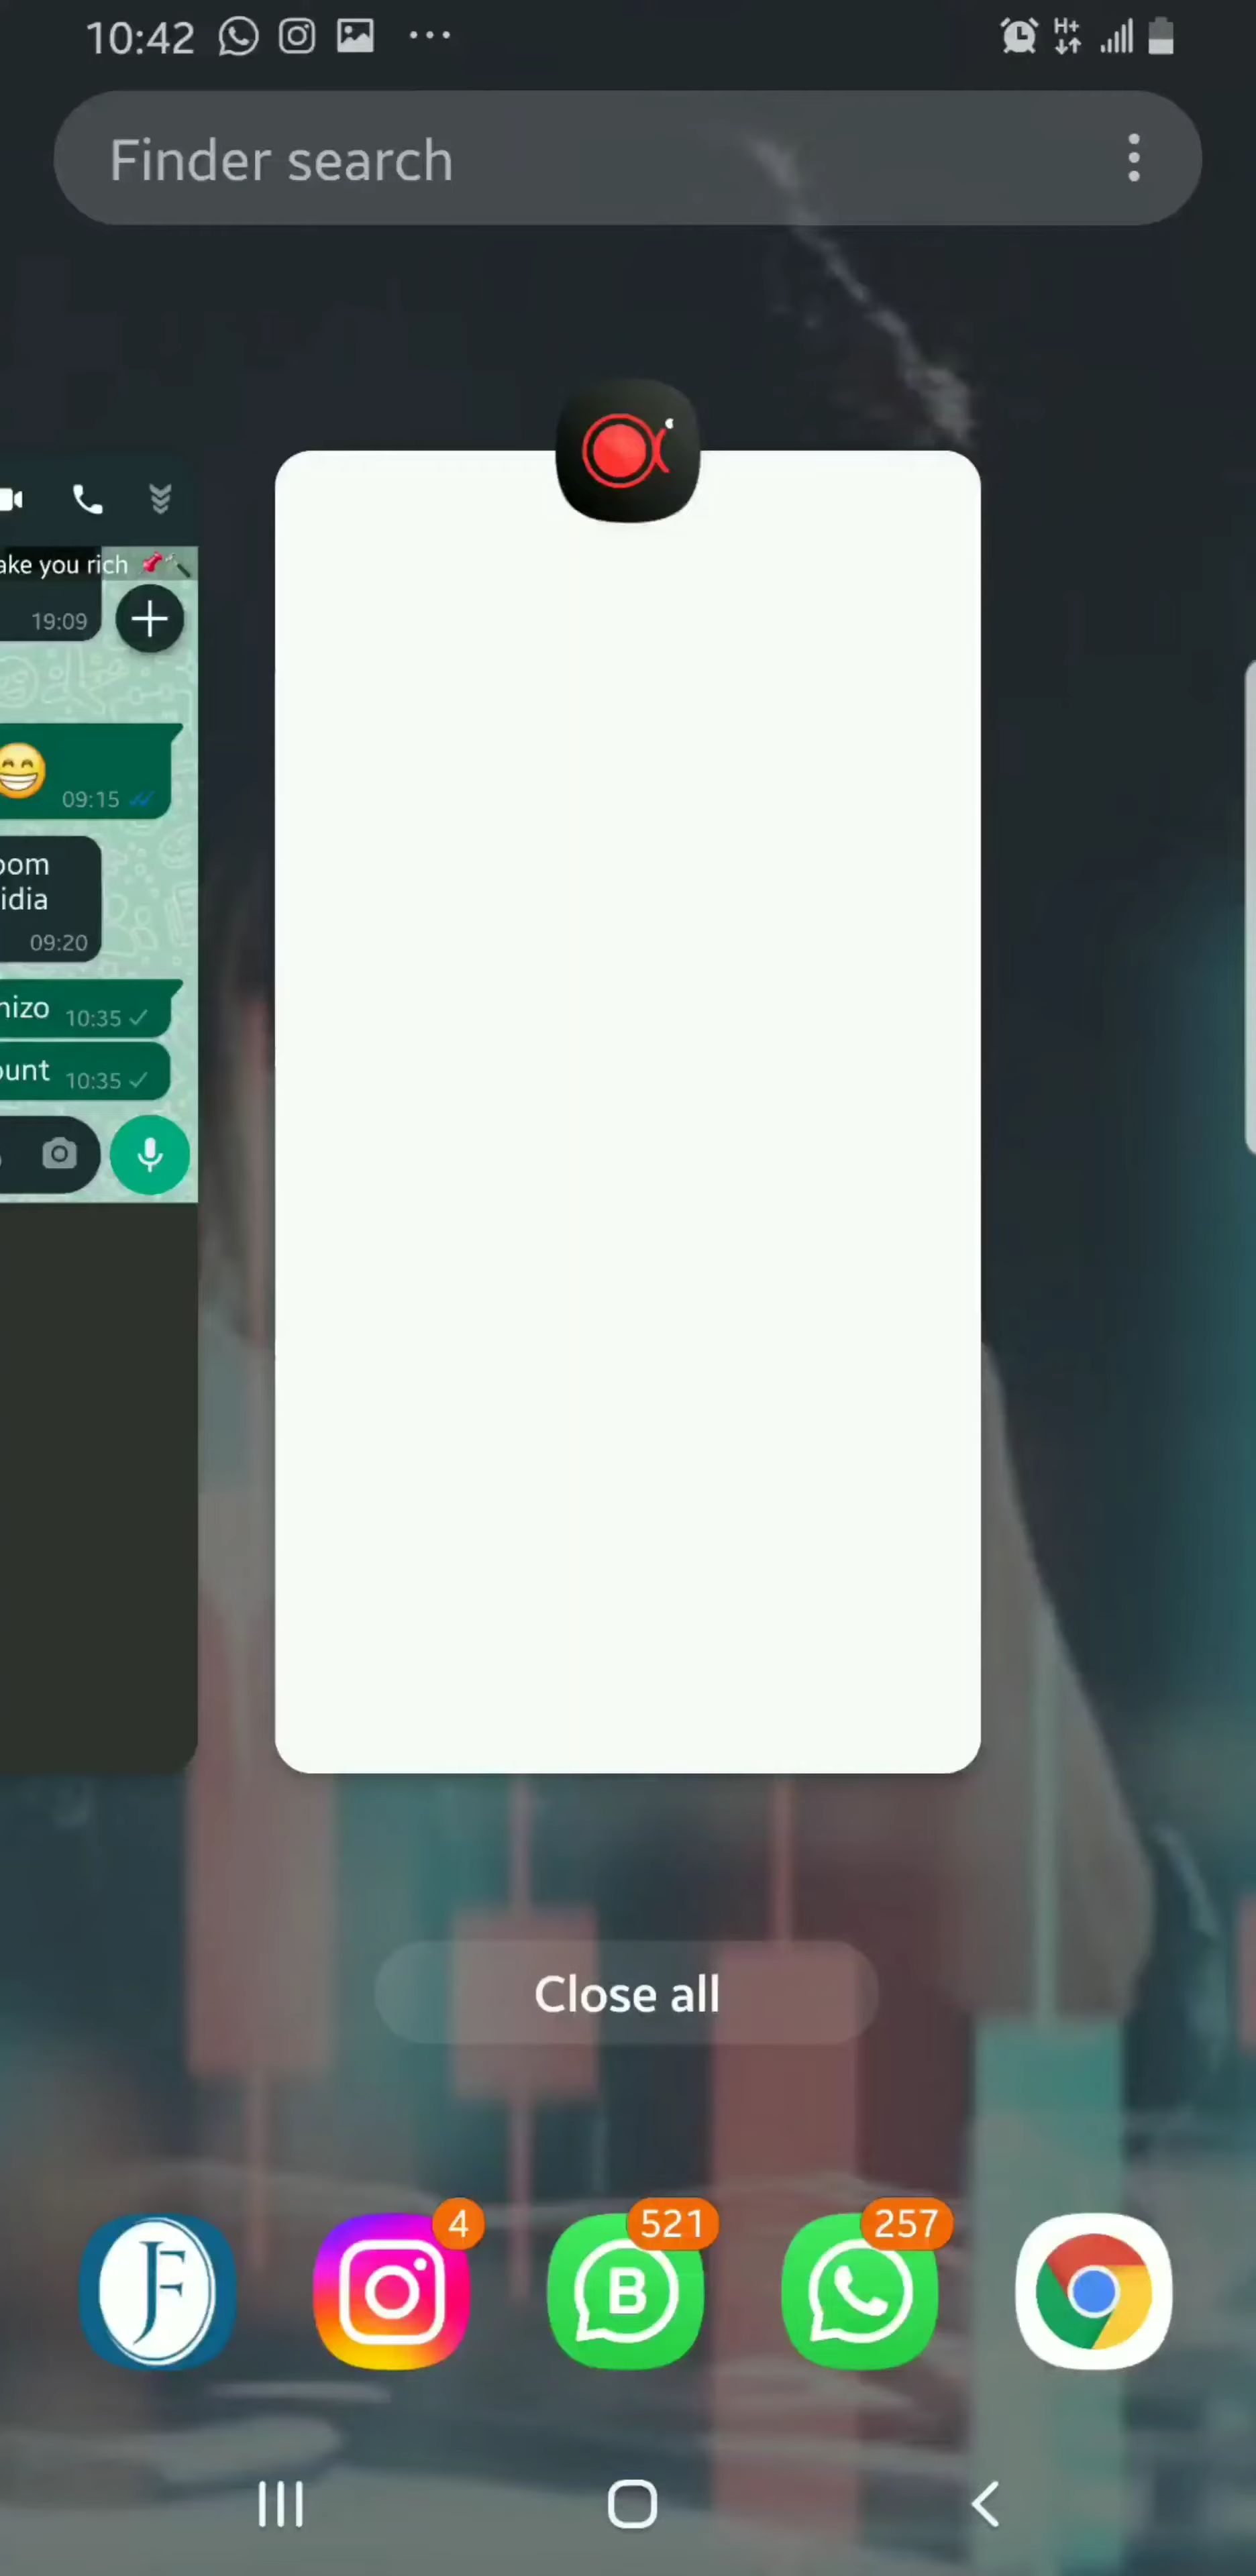 10:42
H+
Finder search
ake you rich
19:09
09:15
oom
idia
09:20
nizo 10:35
ount 10:35
Close all
4
521
257
JF
B